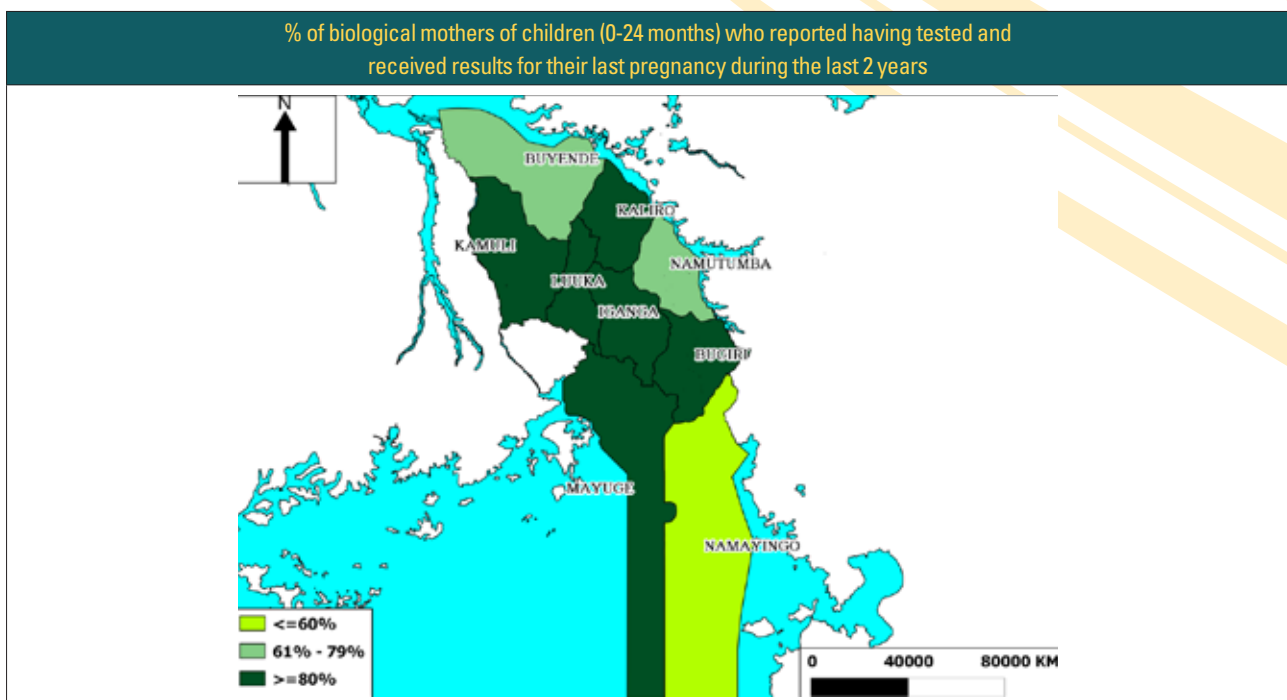 % of biological mothers of children (0-24 months) who reported having tested and
received results for their last pregnancy during the last 2 years
N
BUYENDE
KALIRO
KAMULI
NAMUTUMBA
LUUKA
IGANGA
BUGIRI
MAYUGE
NAMAYINGO
<=60%
61% - 79%
>=80%
0 40000 80000 KM